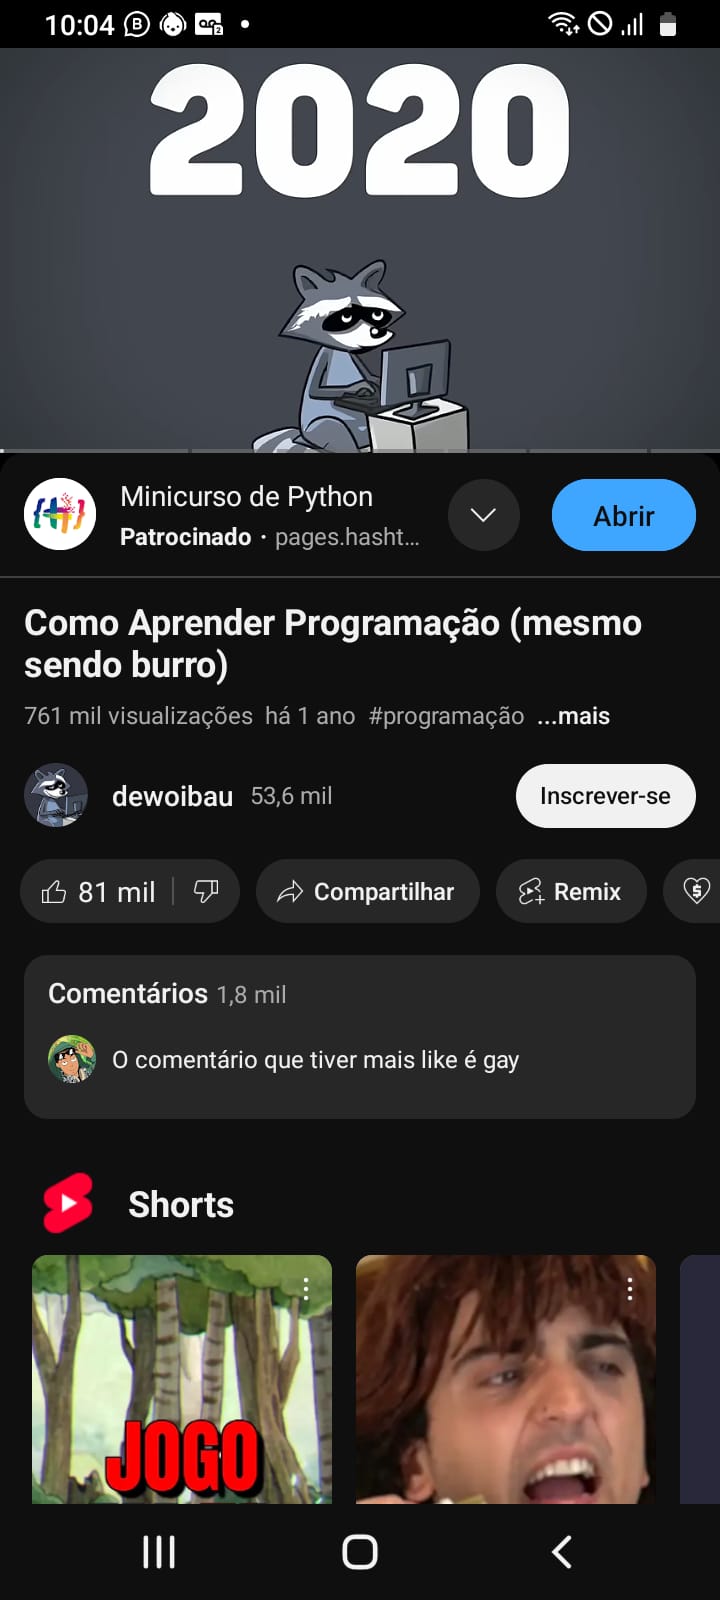 10:04
2020
Minicurso de Python
Patrocinado · pages.hasht...
Abrir
Como Aprender Programação (mesmo
sendo burro)
761 mil visualizações há 1 ano #programação ...mais
dewoibau 53,6 mil
Inscrever-se
81 mil
Compartilhar
Remix
Comentários 1,8 mil
O comentário que tiver mais like é gay
Shorts
JOGO